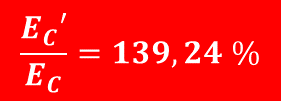 E_C' / E_C = 139,24 %